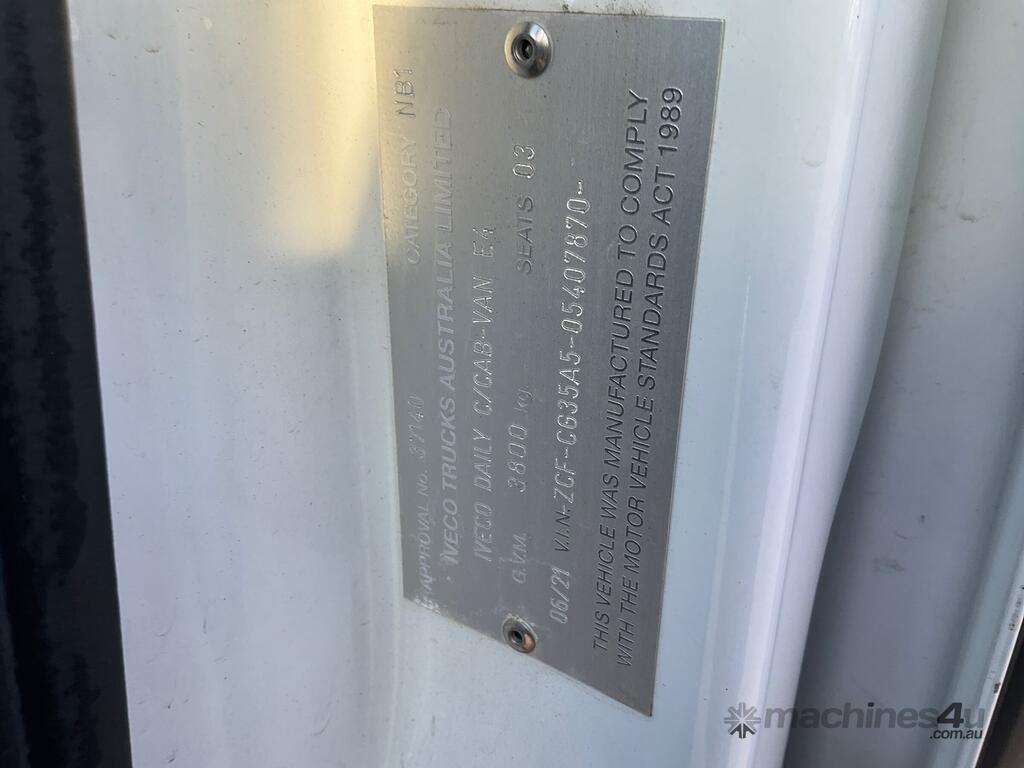 APPROVAL No. 37140 CATEGORY NB1
IVECO TRUCKS AUSTRALIA LIMITED
IVECO DAILY C/CAB-VAN E4
G.V.M. 3800 kg. SEATS 03
06/21 V.I.N.-ZCF-CG35A5-05407870-
THIS VEHICLE WAS MANUFACTURED TO COMPLY
WITH THE MOTOR VEHICLE STANDARDS ACT 1989
machines4u
.com.au